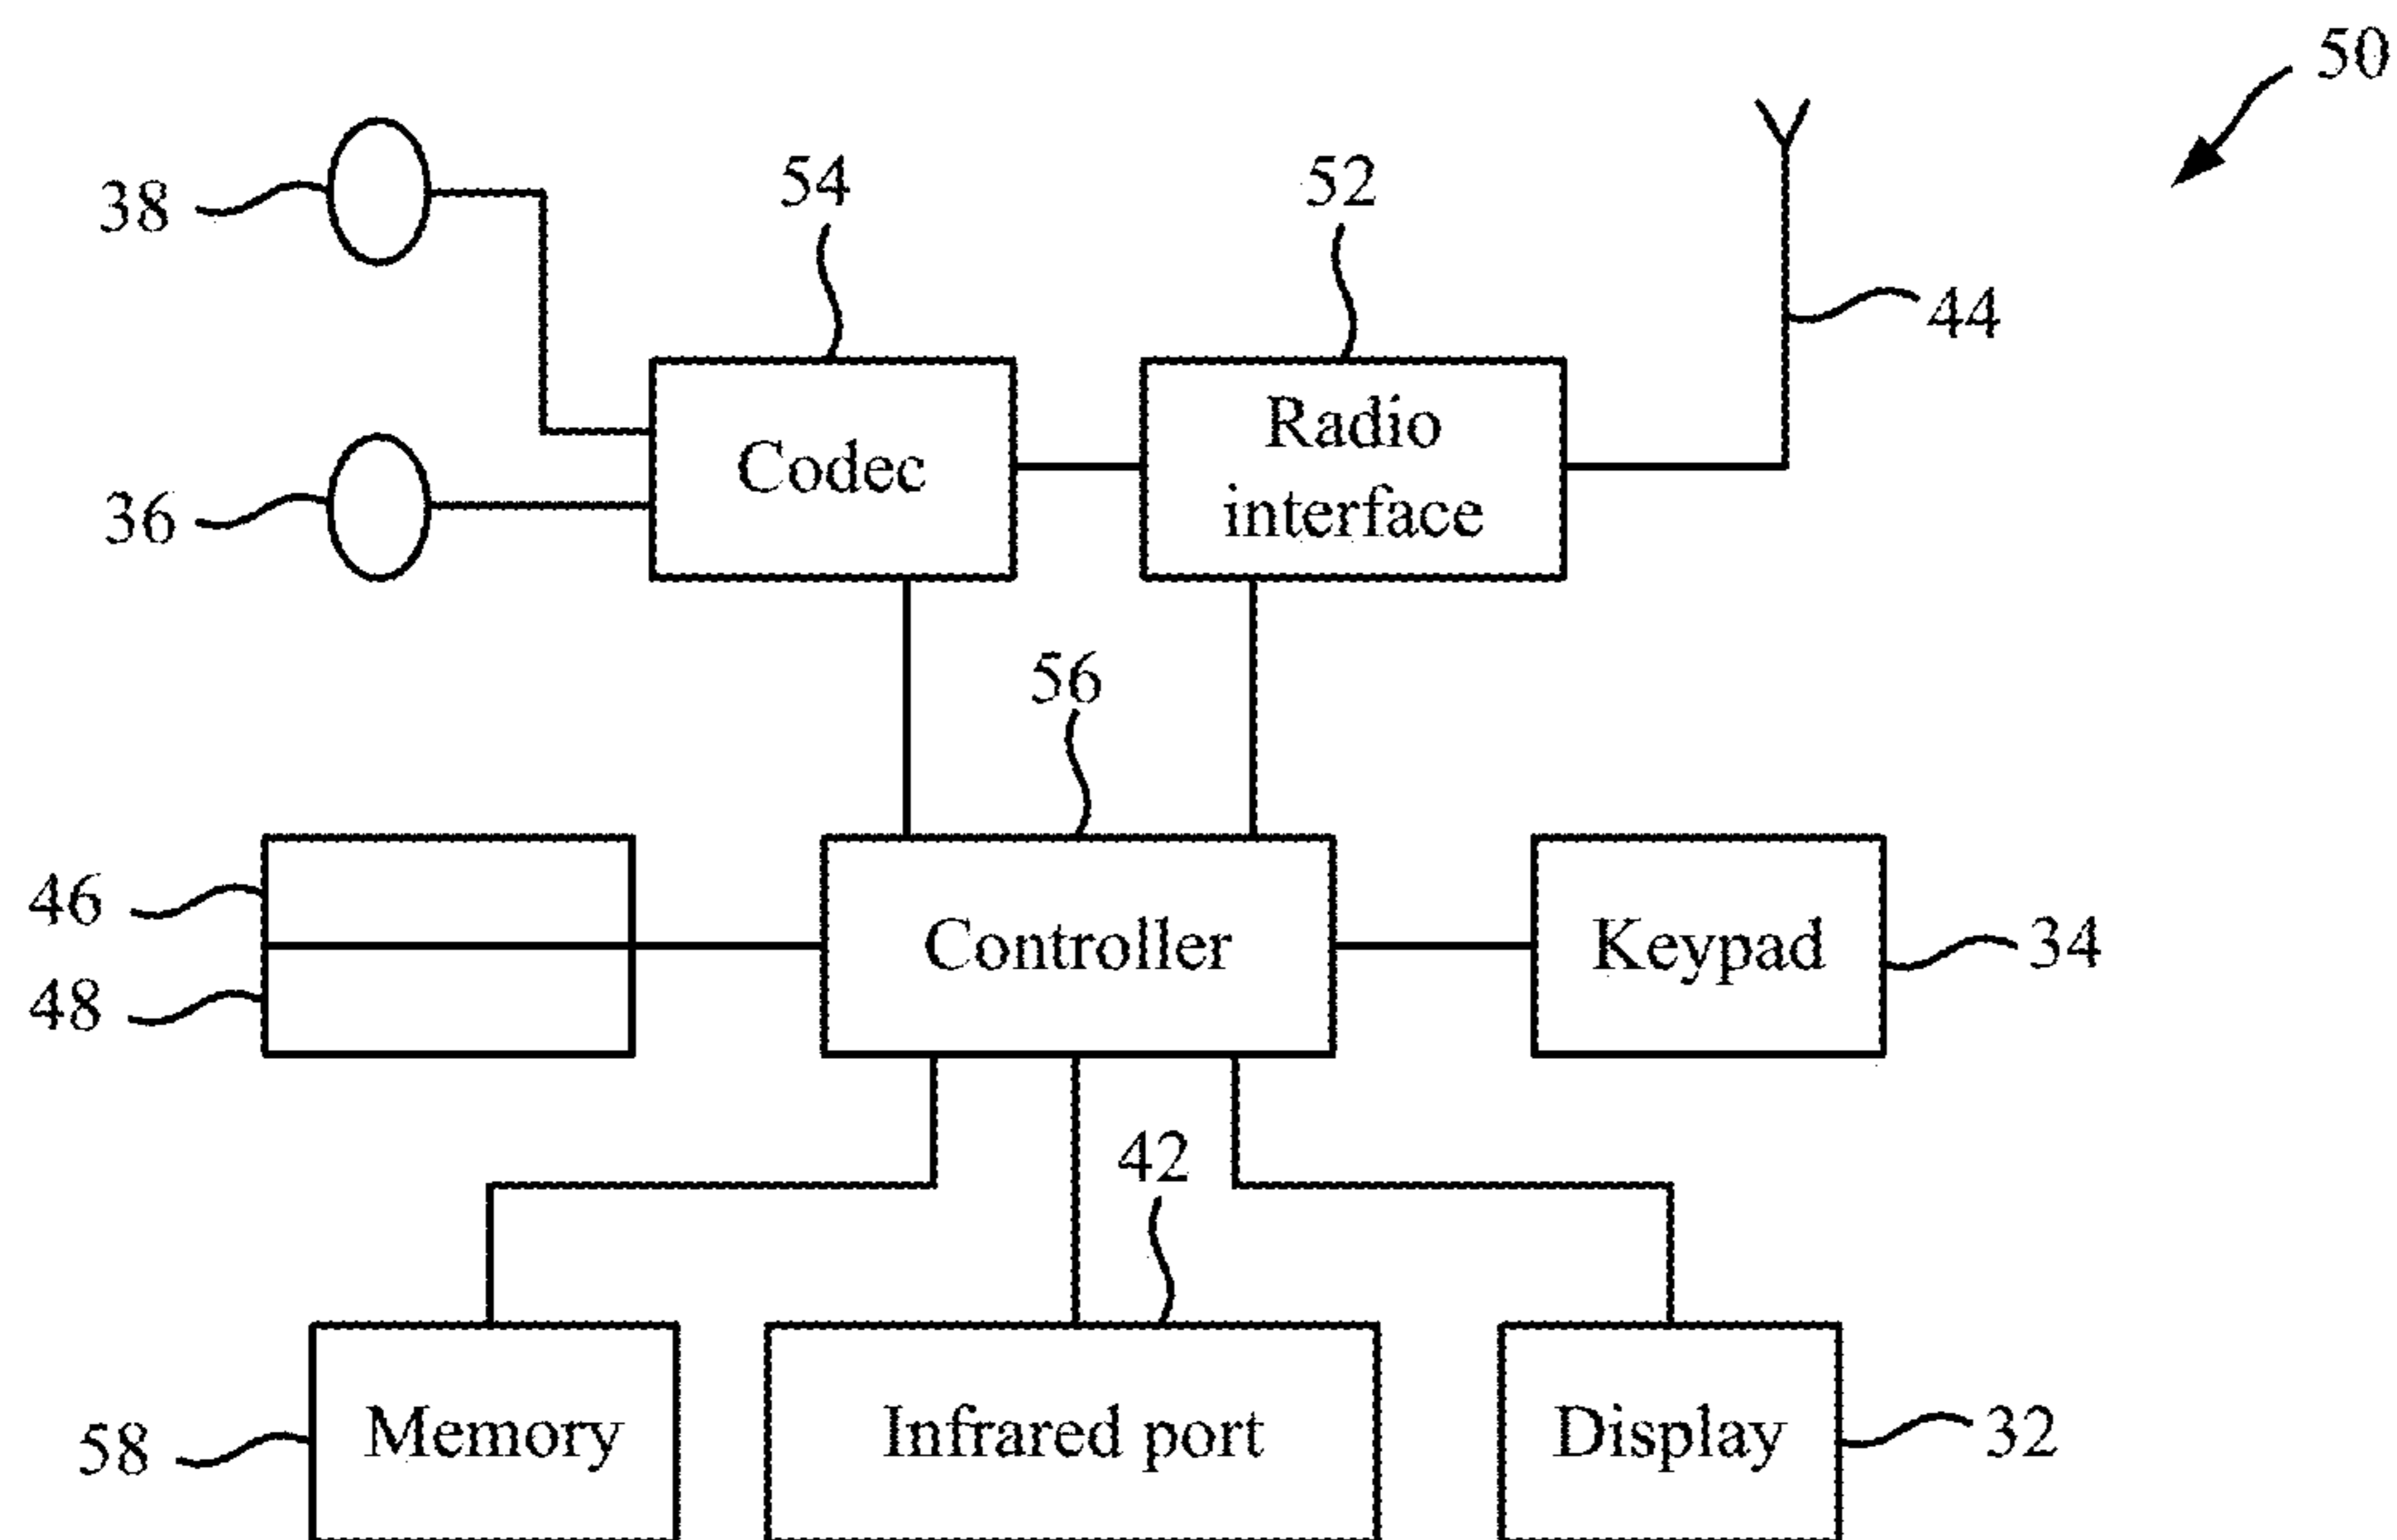 50
38
54
52
44
Codec
Radio
interface
36
56
46
48
Controller
Keypad
34
42
58
Memory
Infrared port
Display
32